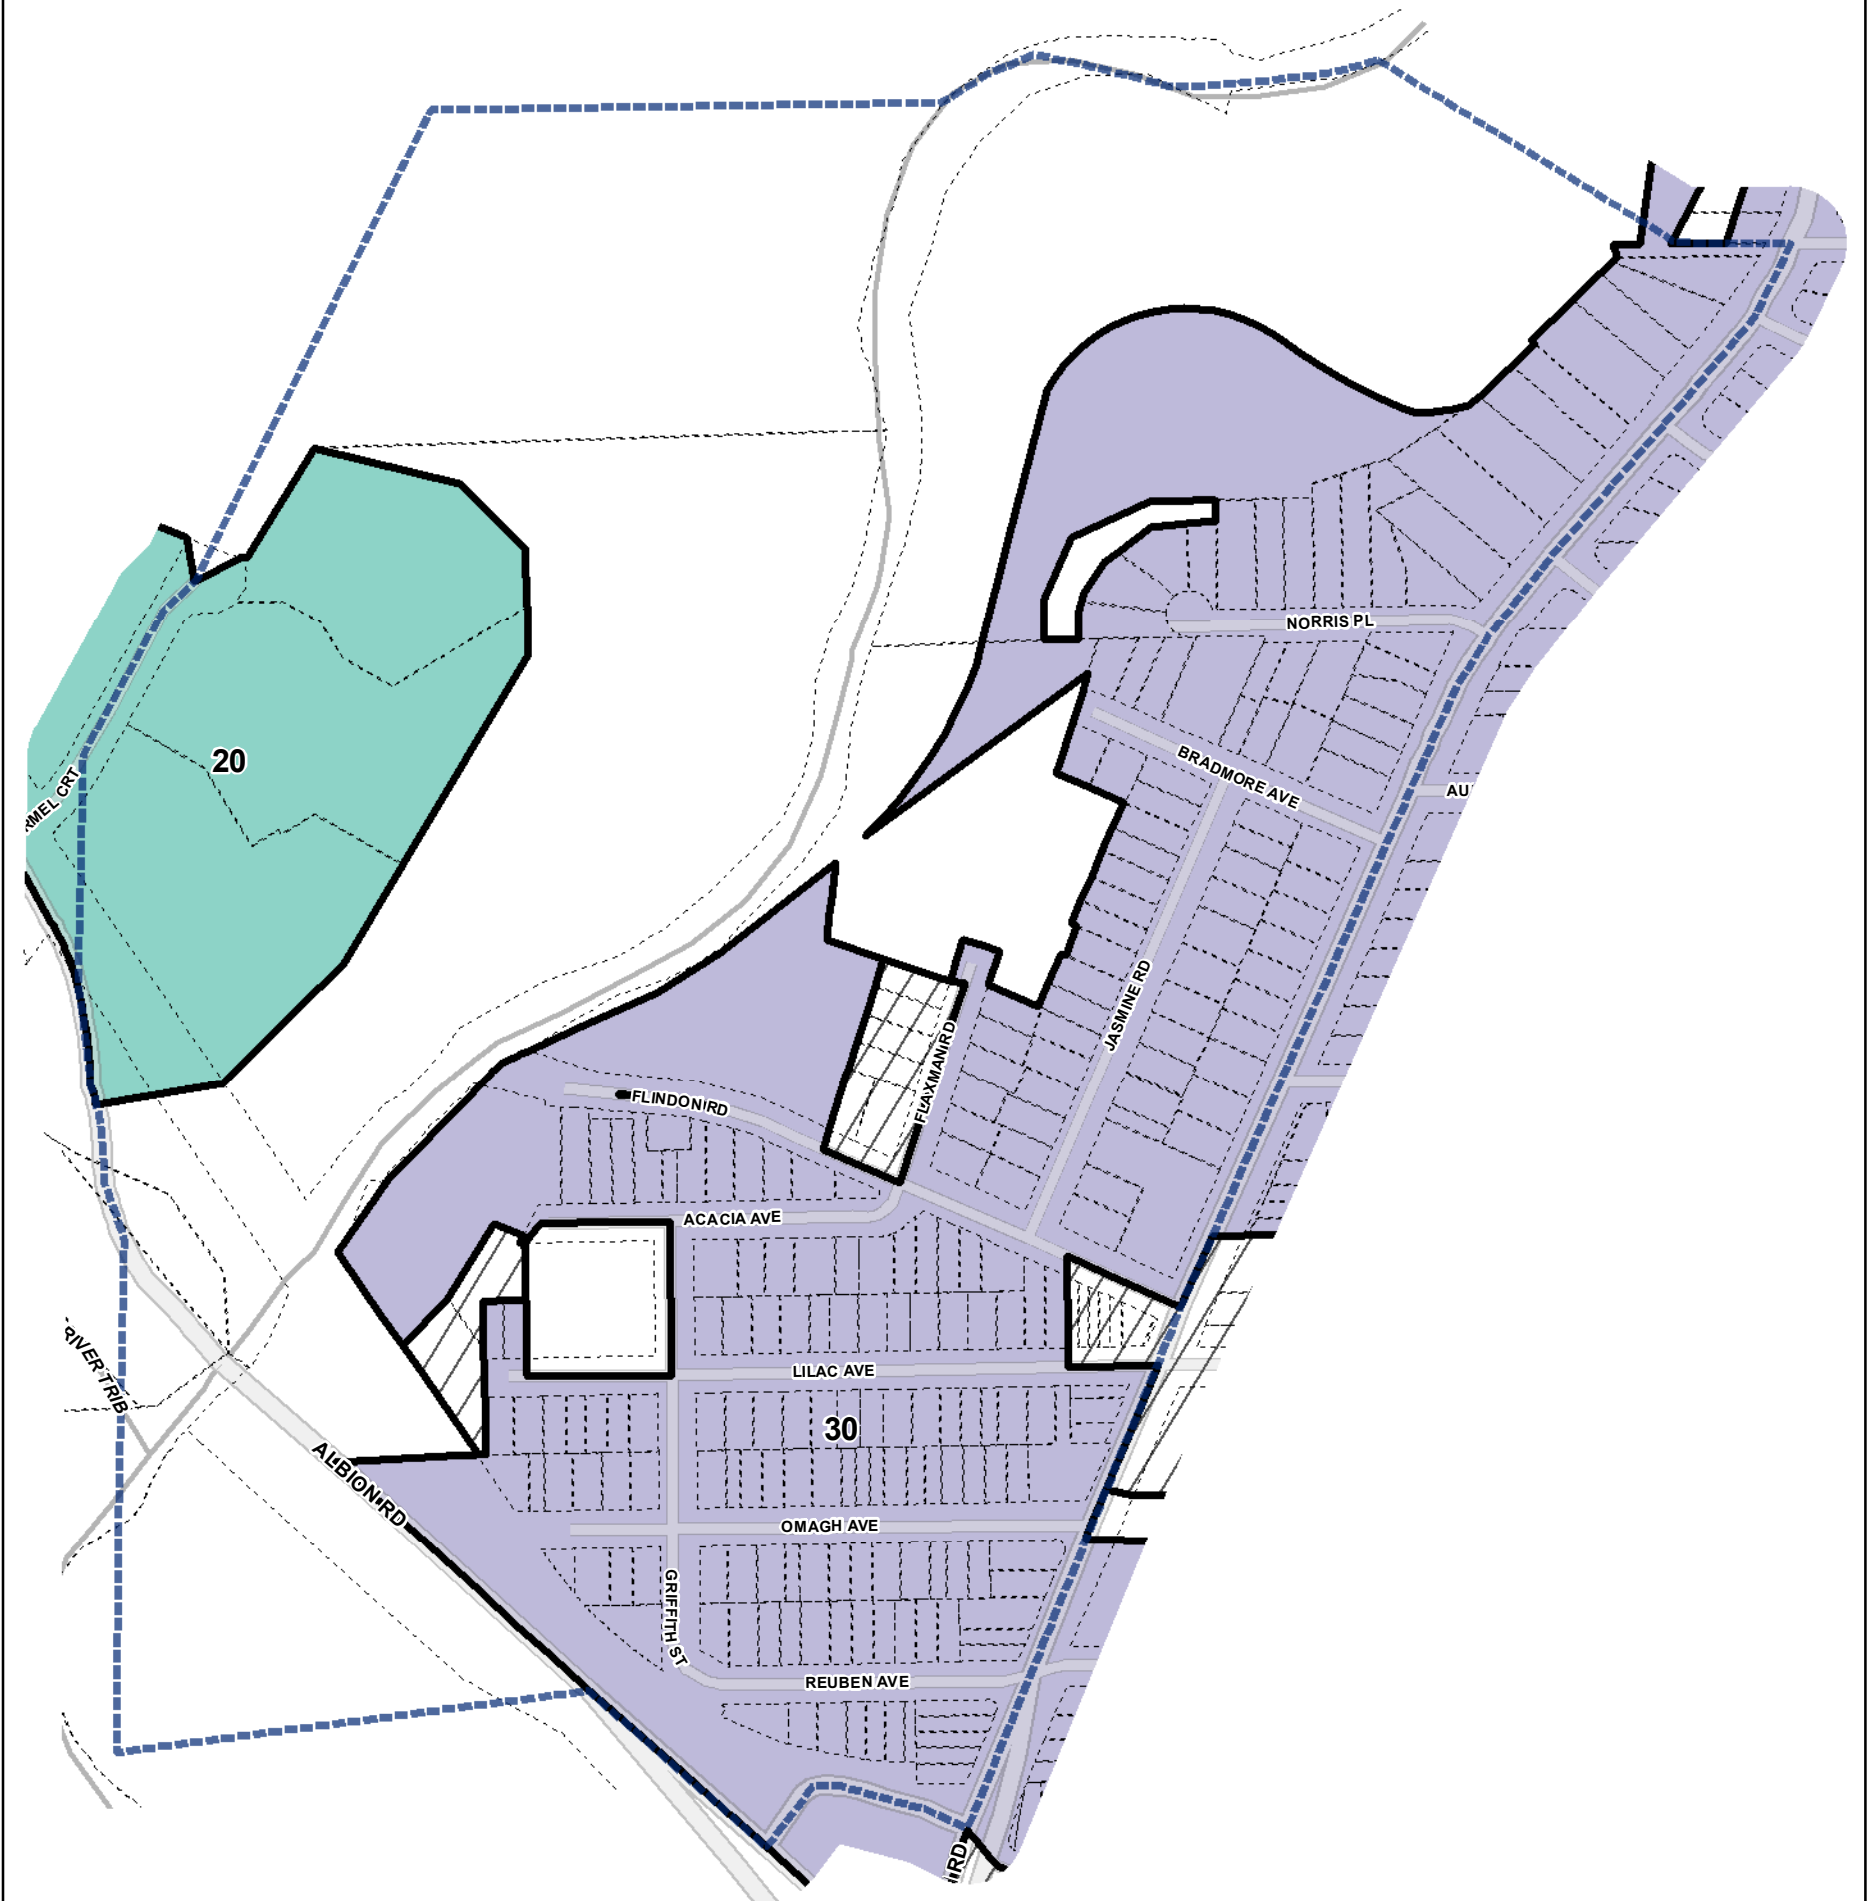 NORRIS PL
BRADMORE AVE
20
AU
RMEL CRT
JASMINE RD
FLAXMAN RD
FLINDON RD
ACACIA AVE
LILAC AVE
RIVER TRIB
30
ALBION RD
OMAGH AVE
GRIFFITH ST
REUBEN AVE
RD